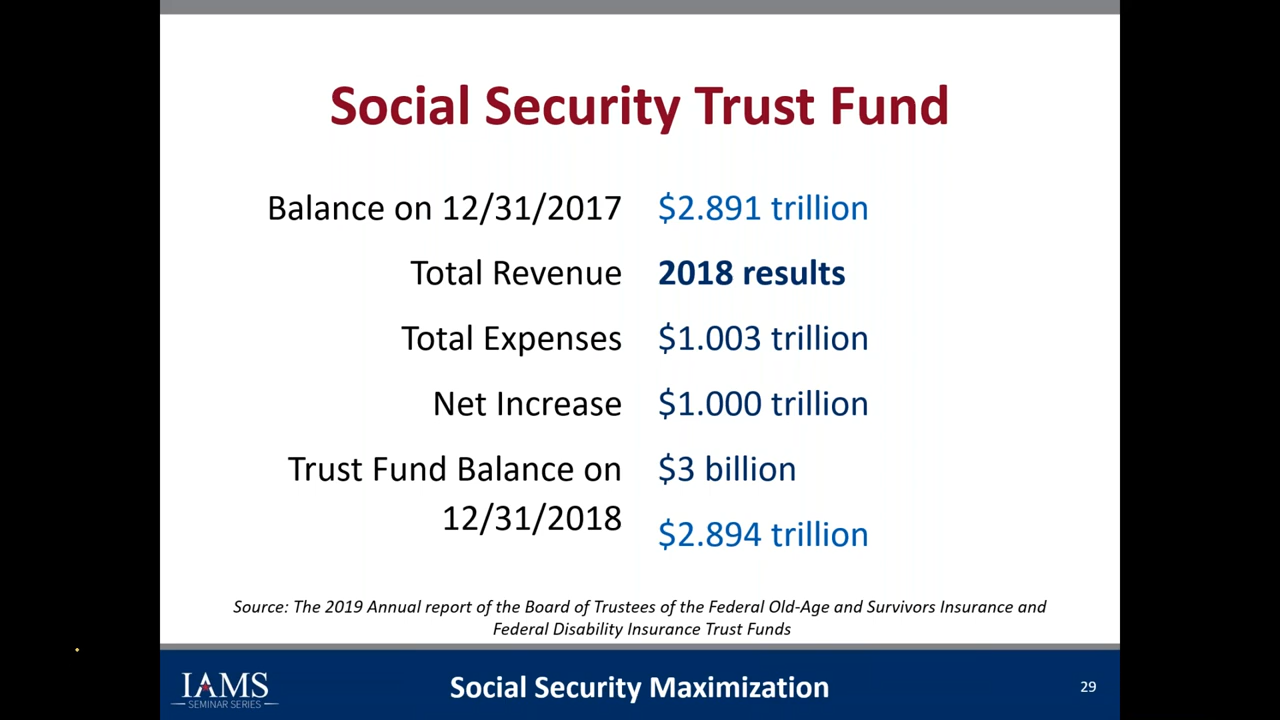 Social Security Trust Fund
Balance on 12/31/2017 $2.891 trillion
Total Revenue 2018 results
Total Expenses $1.003 trillion
Net Increase $1.000 trillion
Trust Fund Balance on $3 billion
12/31/2018 $2.894 trillion
Source: The 2019 Annual report of the Board of Trustees of the Federal Old-Age and Survivors Insurance and
Federal Disability Insurance Trust Funds
IAMS
SEMINAR SERIES
Social Security Maximization
29